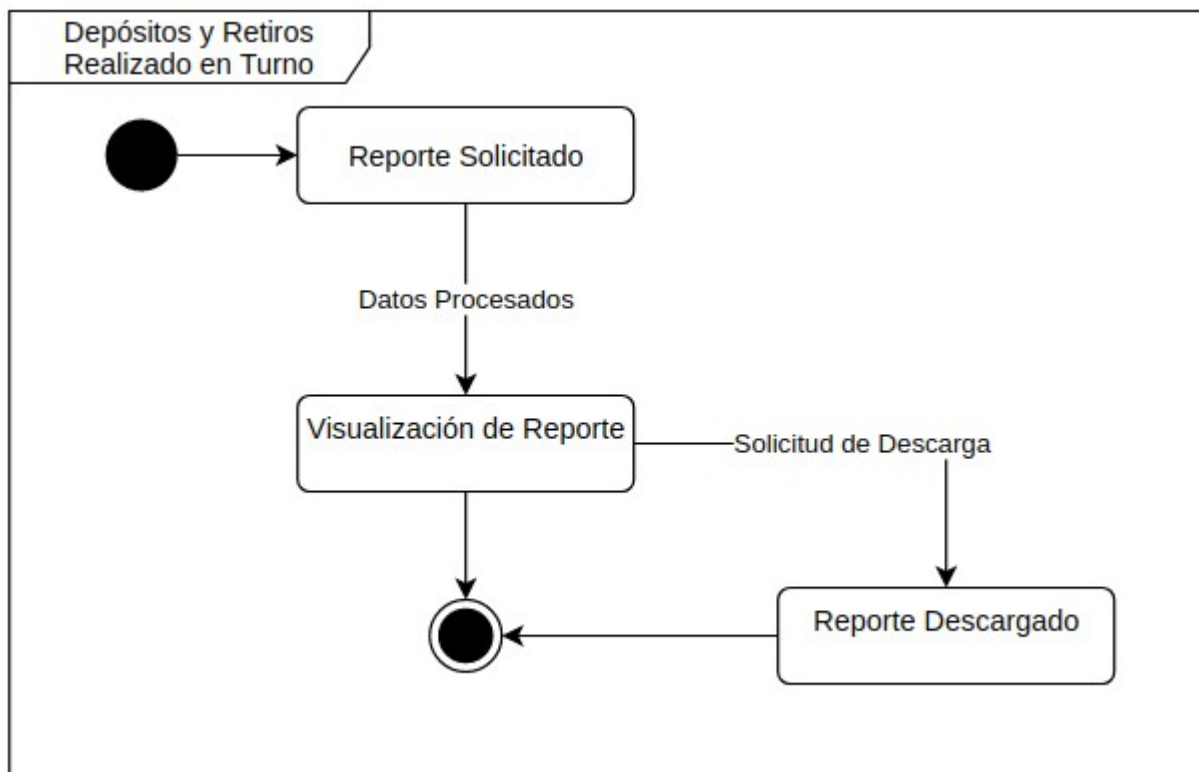 Depósitos y Retiros
Realizado en Turno
Reporte Solicitado
Datos Procesados
Visualización de Reporte
Solicitud de Descarga
Reporte Descargado